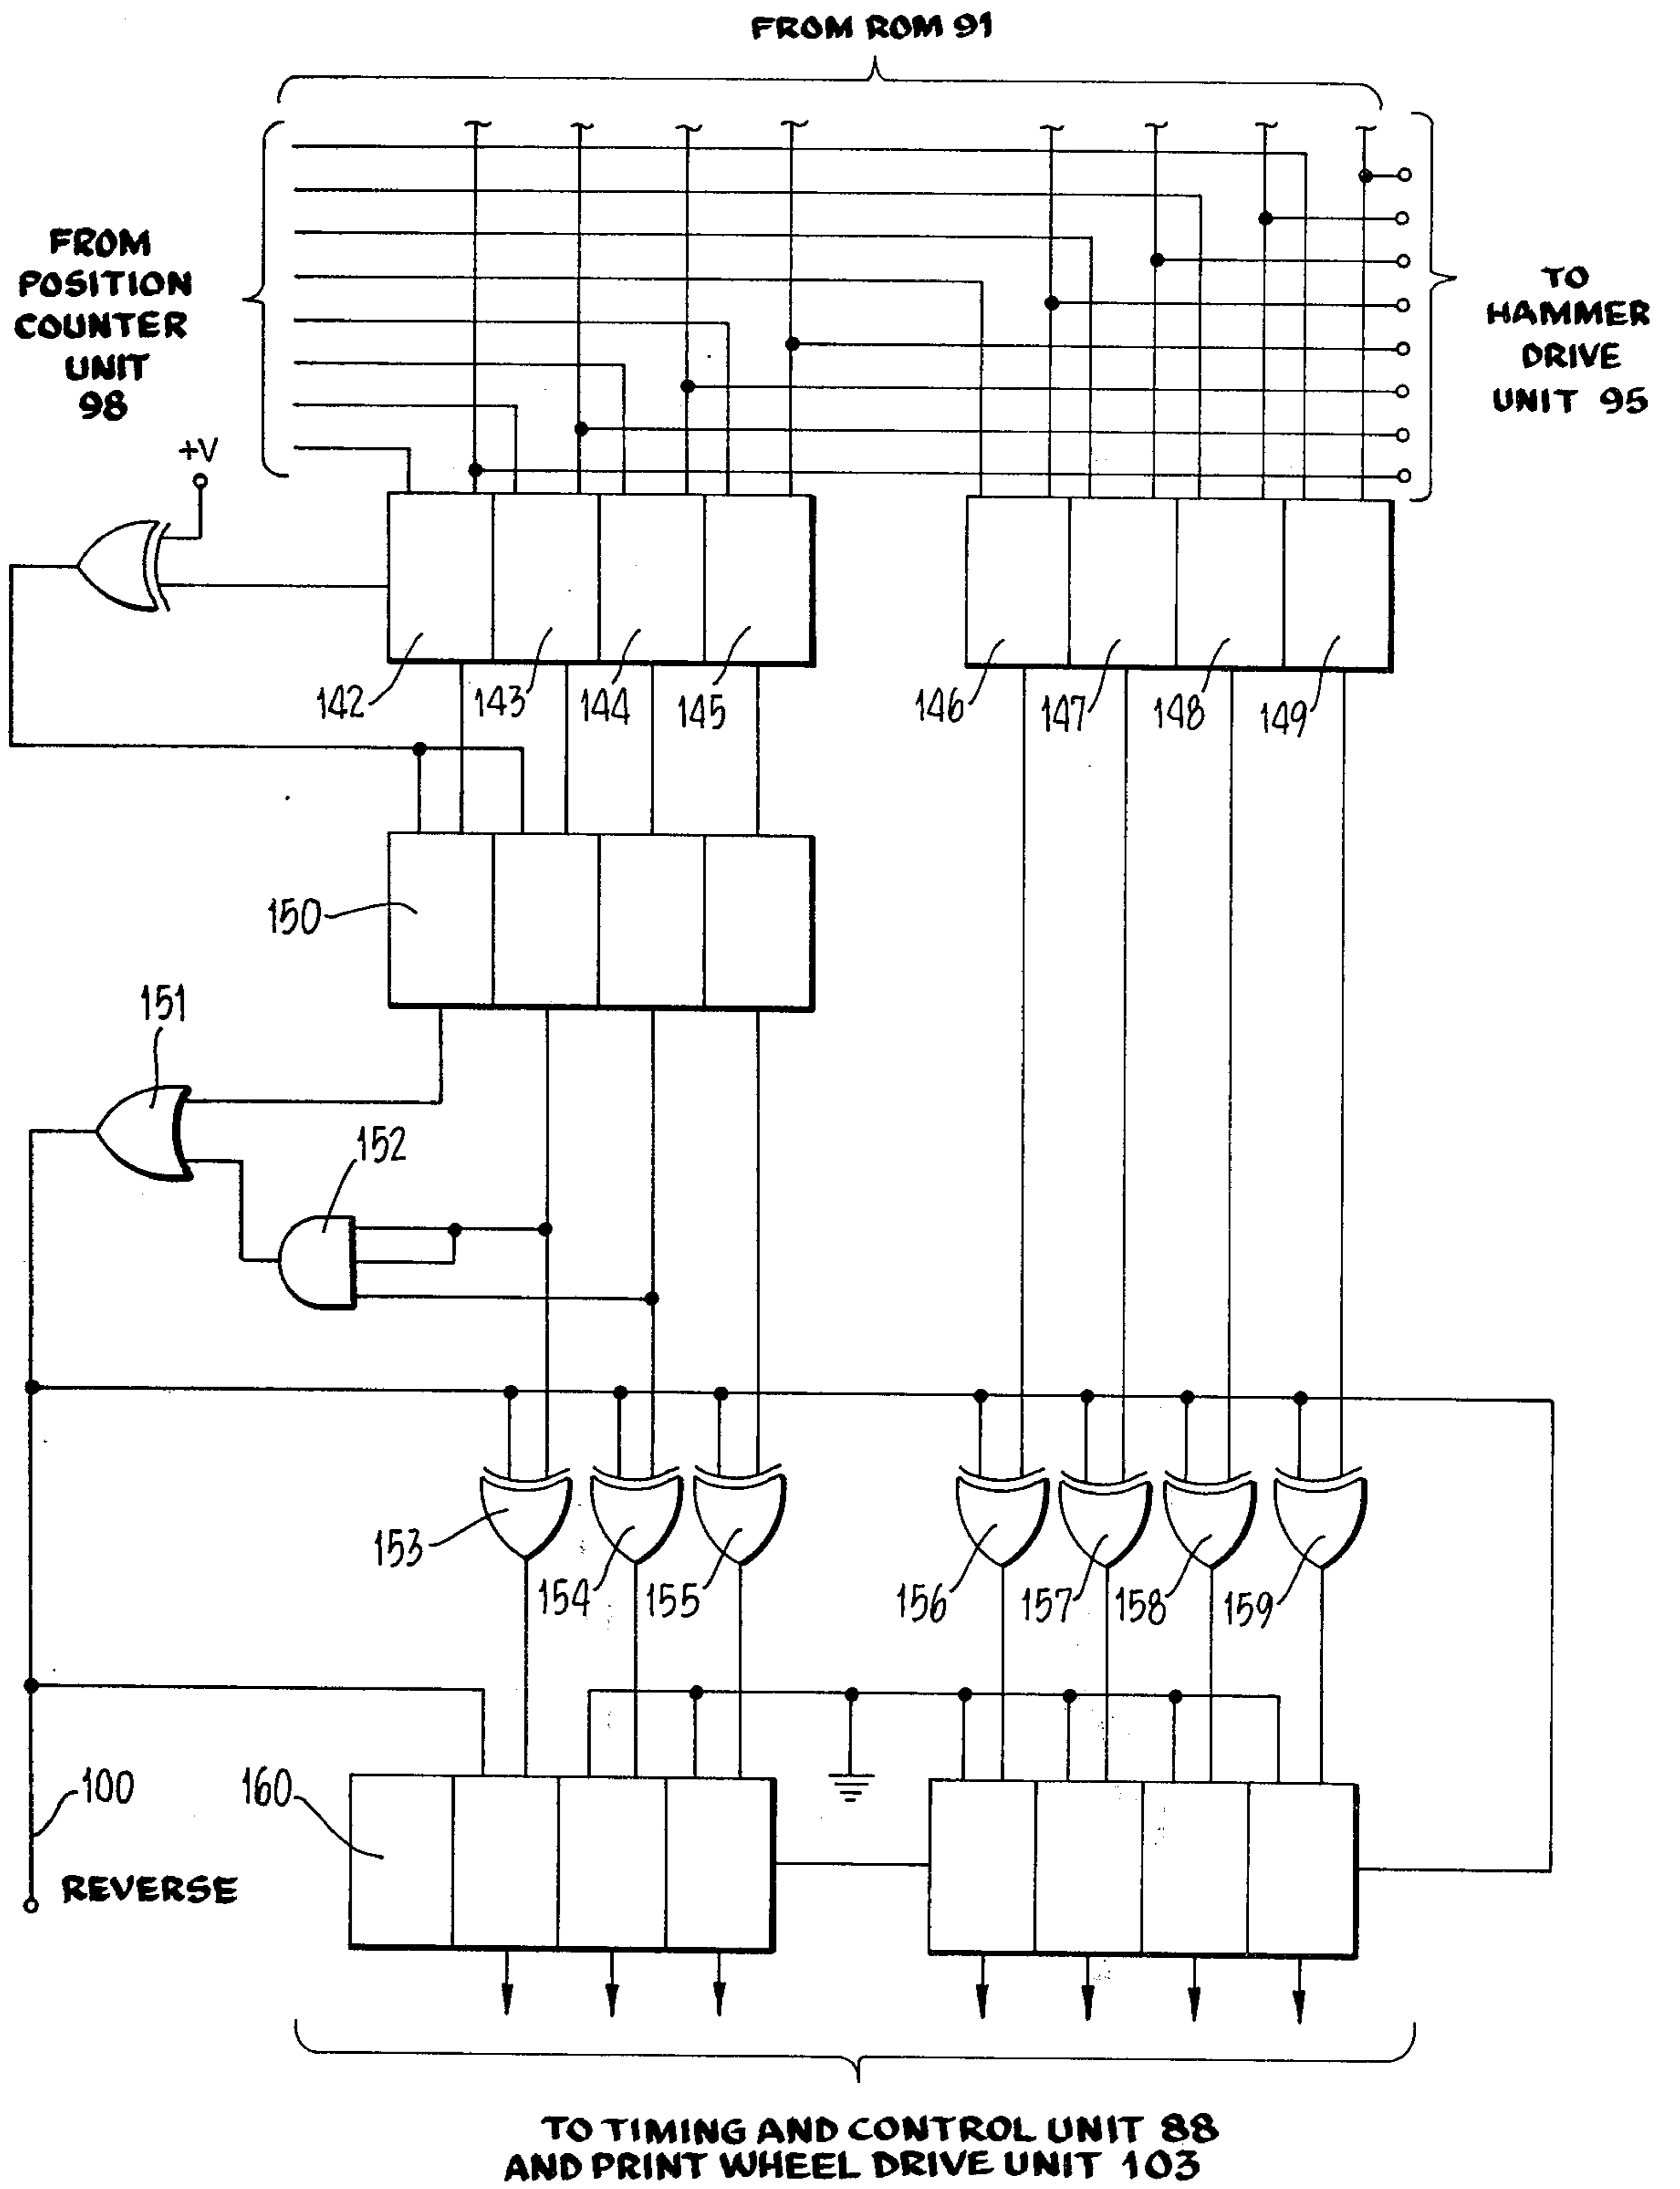 FROM ROM 91
FROM
POSITION
COUNTER
UNIT
98
TO
HAMMER
DRIVE
UNIT 95
+V
142
143
144
145
146
147
148
149
150
151
152
153
154
155
156
157
158
159
100
160
REVERSE
TO TIMING AND CONTROL UNIT 88
AND PRINT WHEEL DRIVE UNIT 103